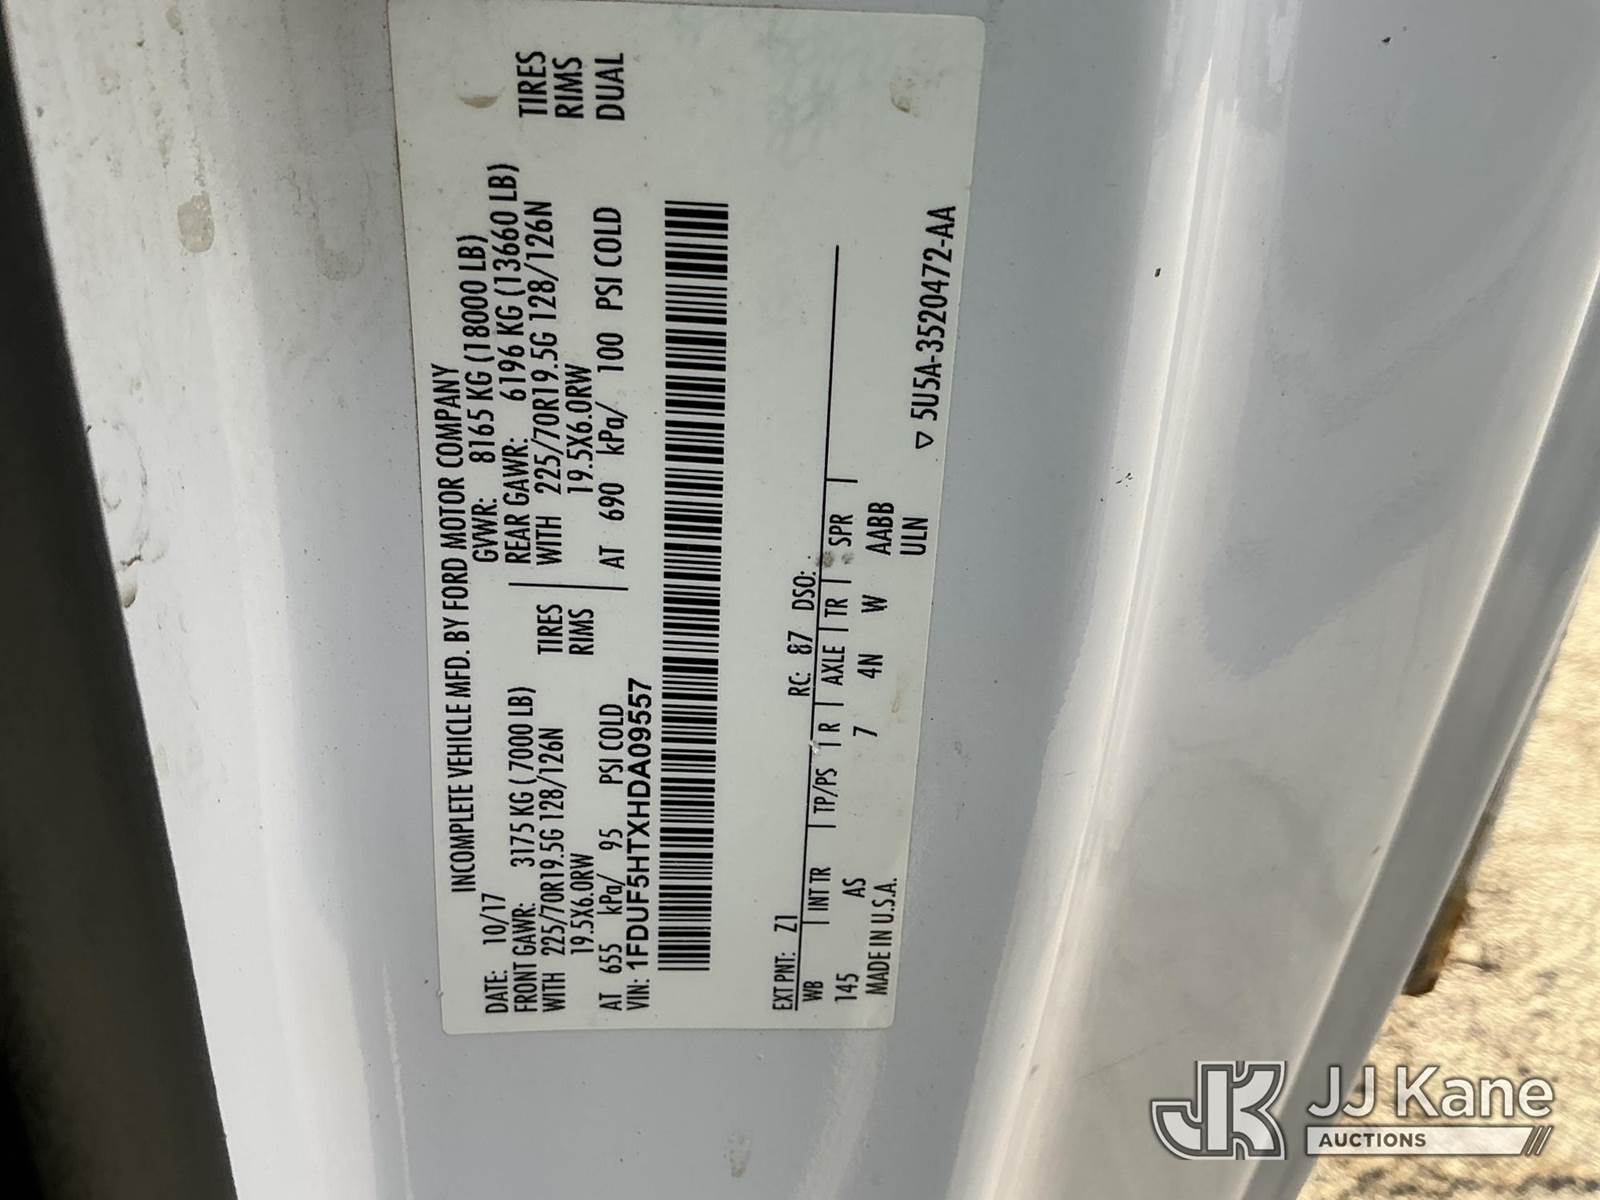 INCOMPLETE VEHICLE MFD. BY FORD MOTOR COMPANY
DATE: 10/17 GVWR: 8165 KG (18000 LB)
FRONT GAWR: 3175 KG ( 7000 LB) REAR GAWR: 6196 KG (13660 LB)
WITH 225/70R19.5G 128/126N TIRES WITH 225/70R19.5G 128/126N TIRES
19.5X6.0RW RIMS 19.5X6.0RW RIMS
AT 655 kPa/ 95 PSI COLD AT 690 kPa/ 100 PSI COLD DUAL
VIN: 1FDUF5HTXHDA09557
EXT PNT: Z1 RC: 87 DSO:
WB INT TR TP/PS R AXLE TR SPR
145 AS 7 4N W AABB
MADE IN U.S.A. ULN
▽ 5U5A-3520472-AA
JK JJ Kane
AUCTIONS